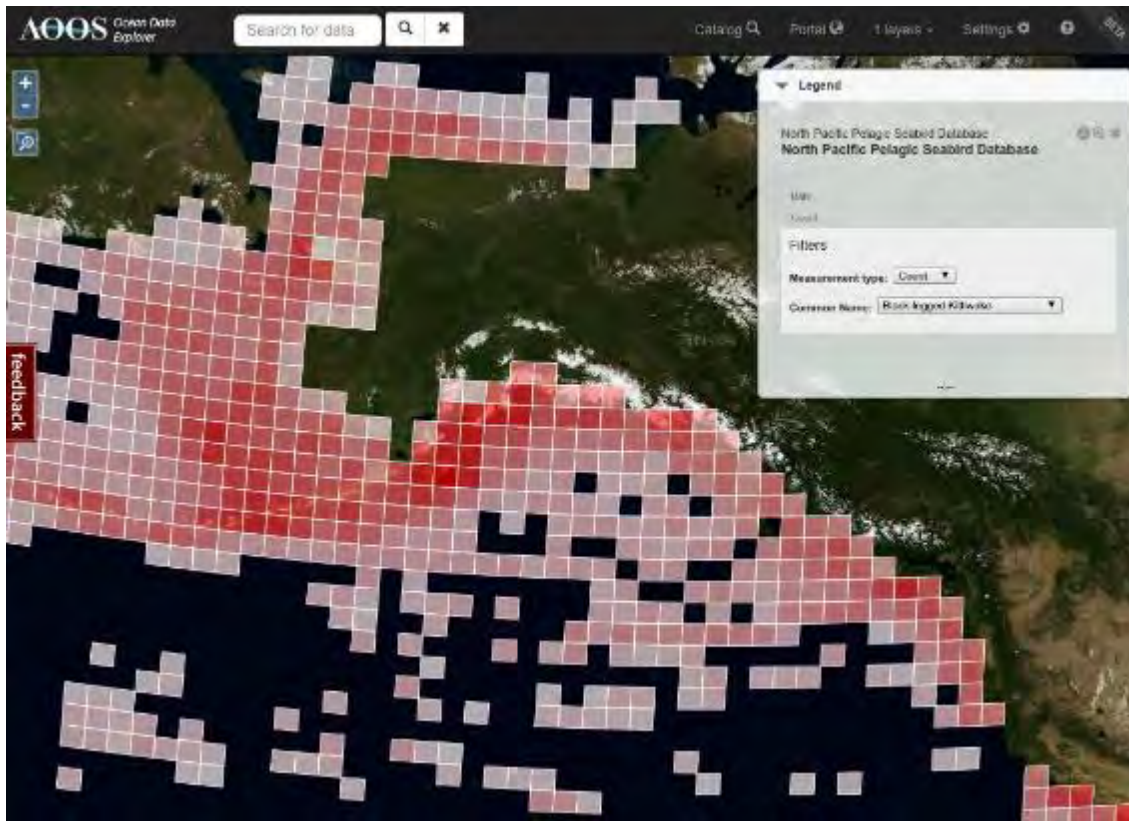 AOOS Ocean Data
Explorer
Search for data
Catalog
Portal
1 layers
Settings
BETA
+
-
Legend
North Pacific Pelagic Seabird Database
North Pacific Pelagic Seabird Database
Filters
Measurement type: Count
Common Name: Black-legged Kittiwake
feedback